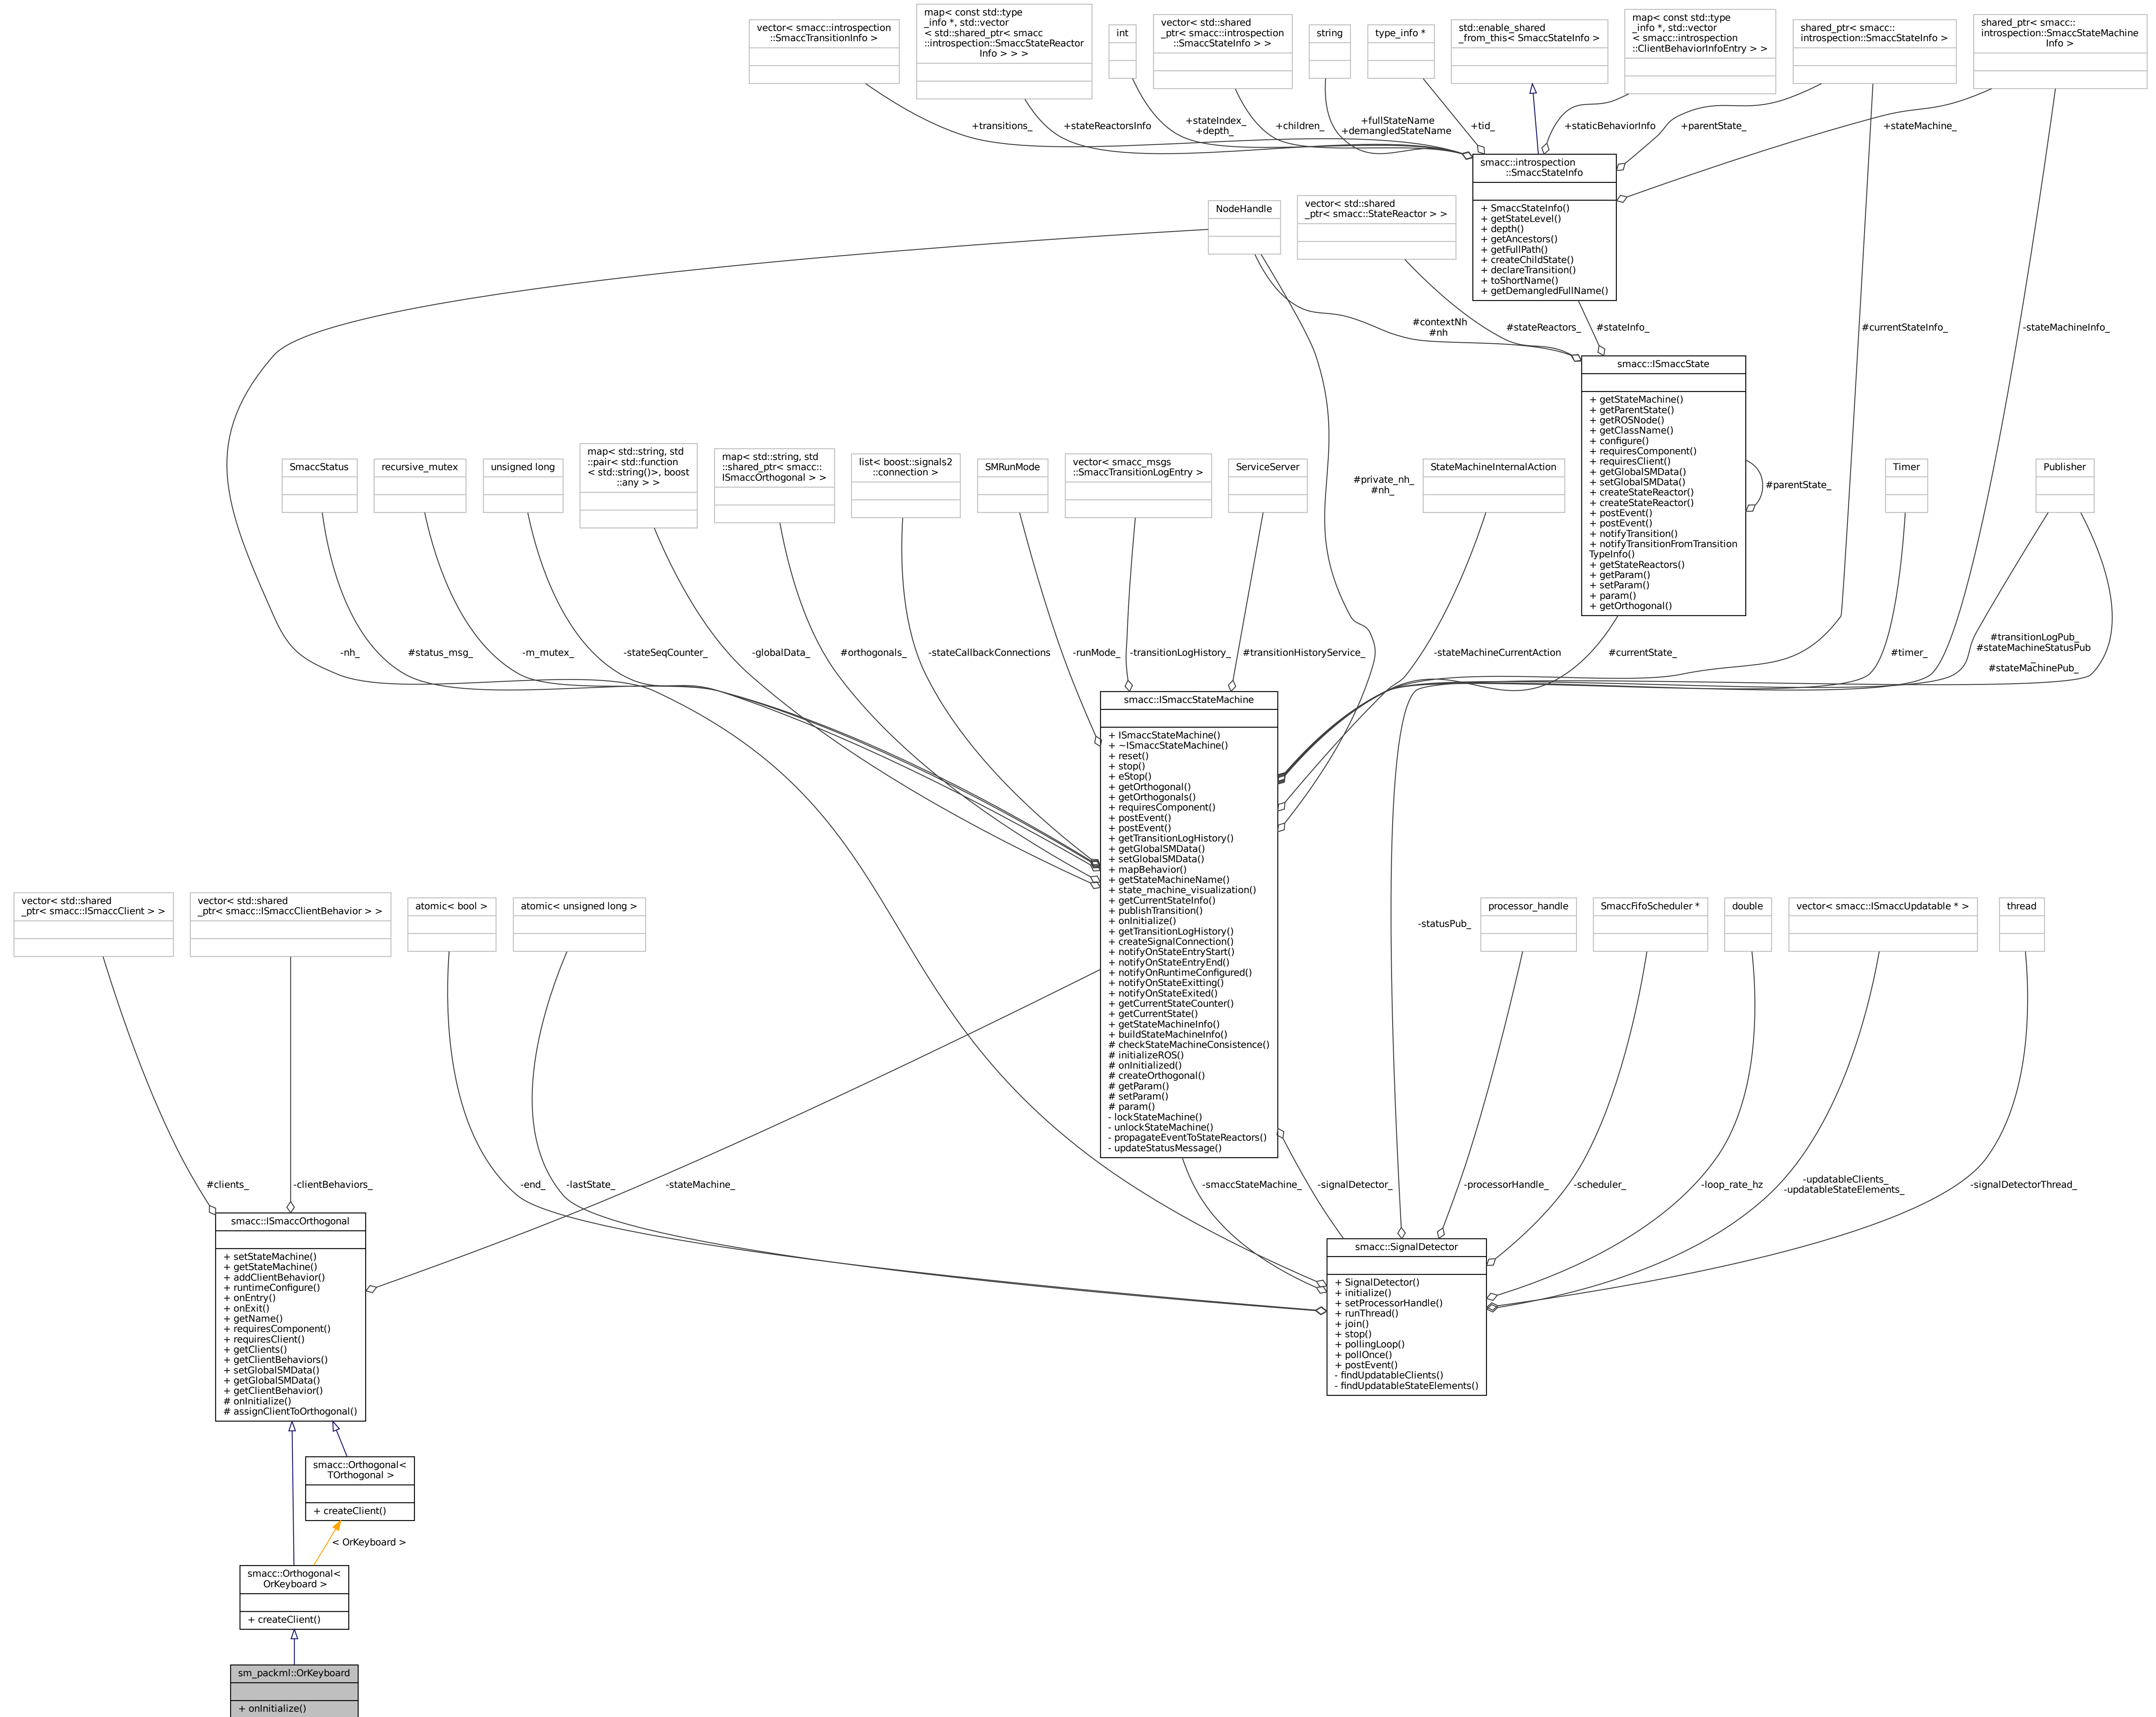 vector< smacc::introspection
::SmaccTransitionInfo >
map< const std::type
_info *, std::vector
< std::shared_ptr< smacc
::introspection::SmaccStateReactor
Info > > >
int
vector< std::shared
_ptr< smacc::introspection
::SmaccStateInfo > >
string
type_info *
std::enable_shared
_from_this< SmaccStateInfo >
map< const std::type
_info *, std::vector
< smacc::introspection
::ClientBehaviorInfoEntry > >
shared_ptr< smacc::
introspection::SmaccStateInfo >
shared_ptr< smacc::
introspection::SmaccStateMachine
Info >
+transitions_
+stateReactorsInfo
+stateIndex_
+depth_
+children_
+fullStateName
+demangledStateName
+tid_
+staticBehaviorInfo
+parentState_
+stateMachine_
smacc::introspection
::SmaccStateInfo
+ SmaccStateInfo()
+ getStateLevel()
+ depth()
+ getAncestors()
+ getFullPath()
+ createChildState()
+ declareTransition()
+ toShortName()
+ getDemangledFullName()
NodeHandle
vector< std::shared
_ptr< smacc::StateReactor > >
#contextNh
#nh
#stateReactors_
#stateInfo_
#currentStateInfo_
-stateMachineInfo_
smacc::ISmaccState
+ getStateMachine()
+ getParentState()
+ getROSNode()
+ getClassName()
+ configure()
+ requiresComponent()
+ requiresClient()
+ getGlobalSMData()
+ setGlobalSMData()
+ createStateReactor()
+ createStateReactor()
+ postEvent()
+ postEvent()
+ notifyTransition()
+ notifyTransitionFromTransition
TypeInfo()
+ getStateReactors()
+ getParam()
+ setParam()
+ param()
+ getOrthogonal()
#parentState_
SmaccStatus
recursive_mutex
unsigned long
map< std::string, std
::pair< std::function
< std::string()>, boost
::any > >
map< std::string, std
::shared_ptr< smacc::
ISmaccOrthogonal > >
list< boost::signals2
::connection >
SMRunMode
vector< smacc_msgs
::SmaccTransitionLogEntry >
ServiceServer
#private_nh_
#nh_
StateMachineInternalAction
Timer
Publisher
-nh_
#status_msg_
-m_mutex_
-stateSeqCounter_
-globalData_
#orthogonals_
-stateCallbackConnections
-runMode_
-transitionLogHistory_
#transitionHistoryService_
-stateMachineCurrentAction
#currentState_
#timer_
#transitionLogPub_
#stateMachineStatusPub
_
#stateMachinePub_
smacc::ISmaccStateMachine
+ ISmaccStateMachine()
+ ~ISmaccStateMachine()
+ reset()
+ stop()
+ eStop()
+ getOrthogonal()
+ getOrthogonals()
+ requiresComponent()
+ postEvent()
+ postEvent()
+ getTransitionLogHistory()
+ getGlobalSMData()
+ setGlobalSMData()
+ mapBehavior()
+ getStateMachineName()
+ state_machine_visualization()
+ getCurrentStateInfo()
+ publishTransition()
+ onInitialize()
+ getTransitionLogHistory()
+ createSignalConnection()
+ notifyOnStateEntryStart()
+ notifyOnStateEntryEnd()
+ notifyOnRuntimeConfigured()
+ notifyOnStateExitting()
+ notifyOnStateExited()
+ getCurrentStateCounter()
+ getCurrentState()
+ getStateMachineInfo()
+ buildStateMachineInfo()
# checkStateMachineConsistence()
# initializeROS()
# onInitialized()
# createOrthogonal()
# getParam()
# setParam()
# param()
- lockStateMachine()
- unlockStateMachine()
- propagateEventToStateReactors()
- updateStatusMessage()
vector< std::shared
_ptr< smacc::ISmaccClient > >
vector< std::shared
_ptr< smacc::ISmaccClientBehavior > >
atomic< bool >
atomic< unsigned long >
-statusPub_
processor_handle
SmaccFifoScheduler *
double
vector< smacc::ISmaccUpdatable * >
thread
#clients_
-clientBehaviors_
-end_
-lastState_
-stateMachine_
-smaccStateMachine_
-signalDetector_
-processorHandle_
-scheduler_
-loop_rate_hz
-updatableClients_
-updatableStateElements_
-signalDetectorThread_
smacc::ISmaccOrthogonal
+ setStateMachine()
+ getStateMachine()
+ addClientBehavior()
+ runtimeConfigure()
+ onEntry()
+ onExit()
+ getName()
+ requiresComponent()
+ requiresClient()
+ getClients()
+ getClientBehaviors()
+ setGlobalSMData()
+ getGlobalSMData()
+ getClientBehavior()
# onInitialize()
# assignClientToOrthogonal()
smacc::SignalDetector
+ SignalDetector()
+ initialize()
+ setProcessorHandle()
+ runThread()
+ join()
+ stop()
+ pollingLoop()
+ pollOnce()
+ postEvent()
- findUpdatableClients()
- findUpdatableStateElements()
smacc::Orthogonal<
TOrthogonal >
+ createClient()
< OrKeyboard >
smacc::Orthogonal<
OrKeyboard >
+ createClient()
sm_packml::OrKeyboard
+ onInitialize()